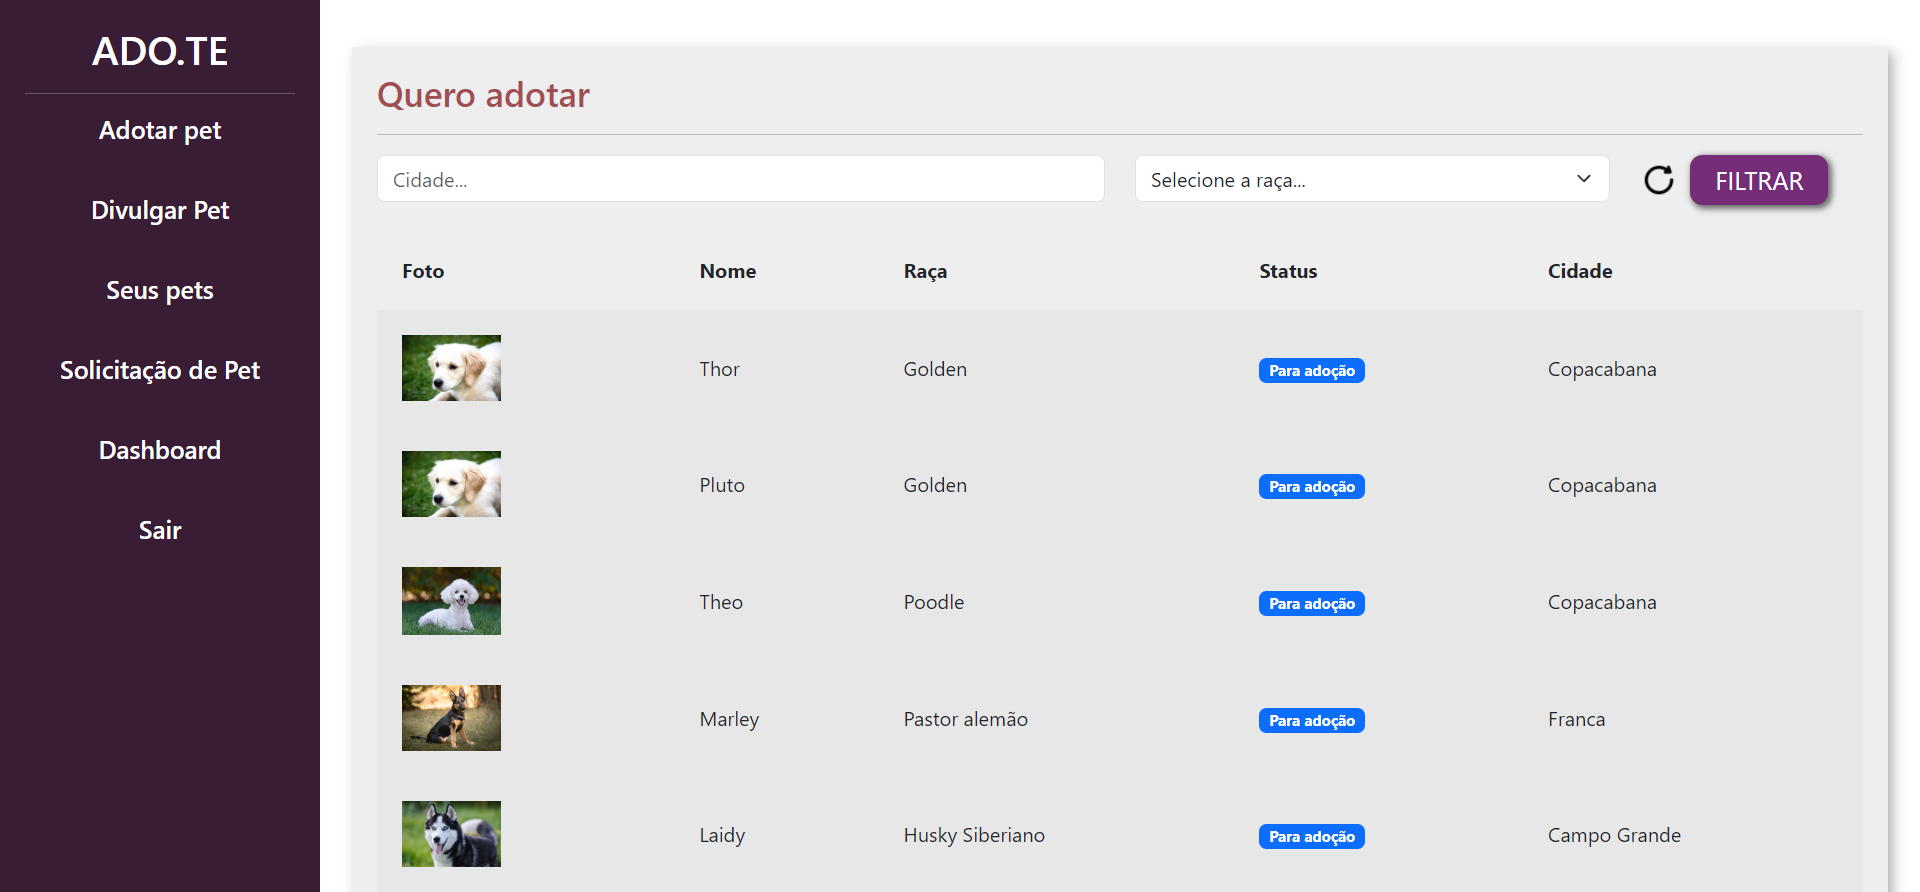 ADO.TE
Adotar pet
Divulgar Pet
Seus pets
Solicitação de Pet
Dashboard
Sair
Quero adotar
Cidade...
Selecione a raça...
FILTRAR
Foto Nome Raça Status Cidade
Thor Golden Para adoção Copacabana
Pluto Golden Para adoção Copacabana
Theo Poodle Para adoção Copacabana
Marley Pastor alemão Para adoção Franca
Laidy Husky Siberiano Para adoção Campo Grande